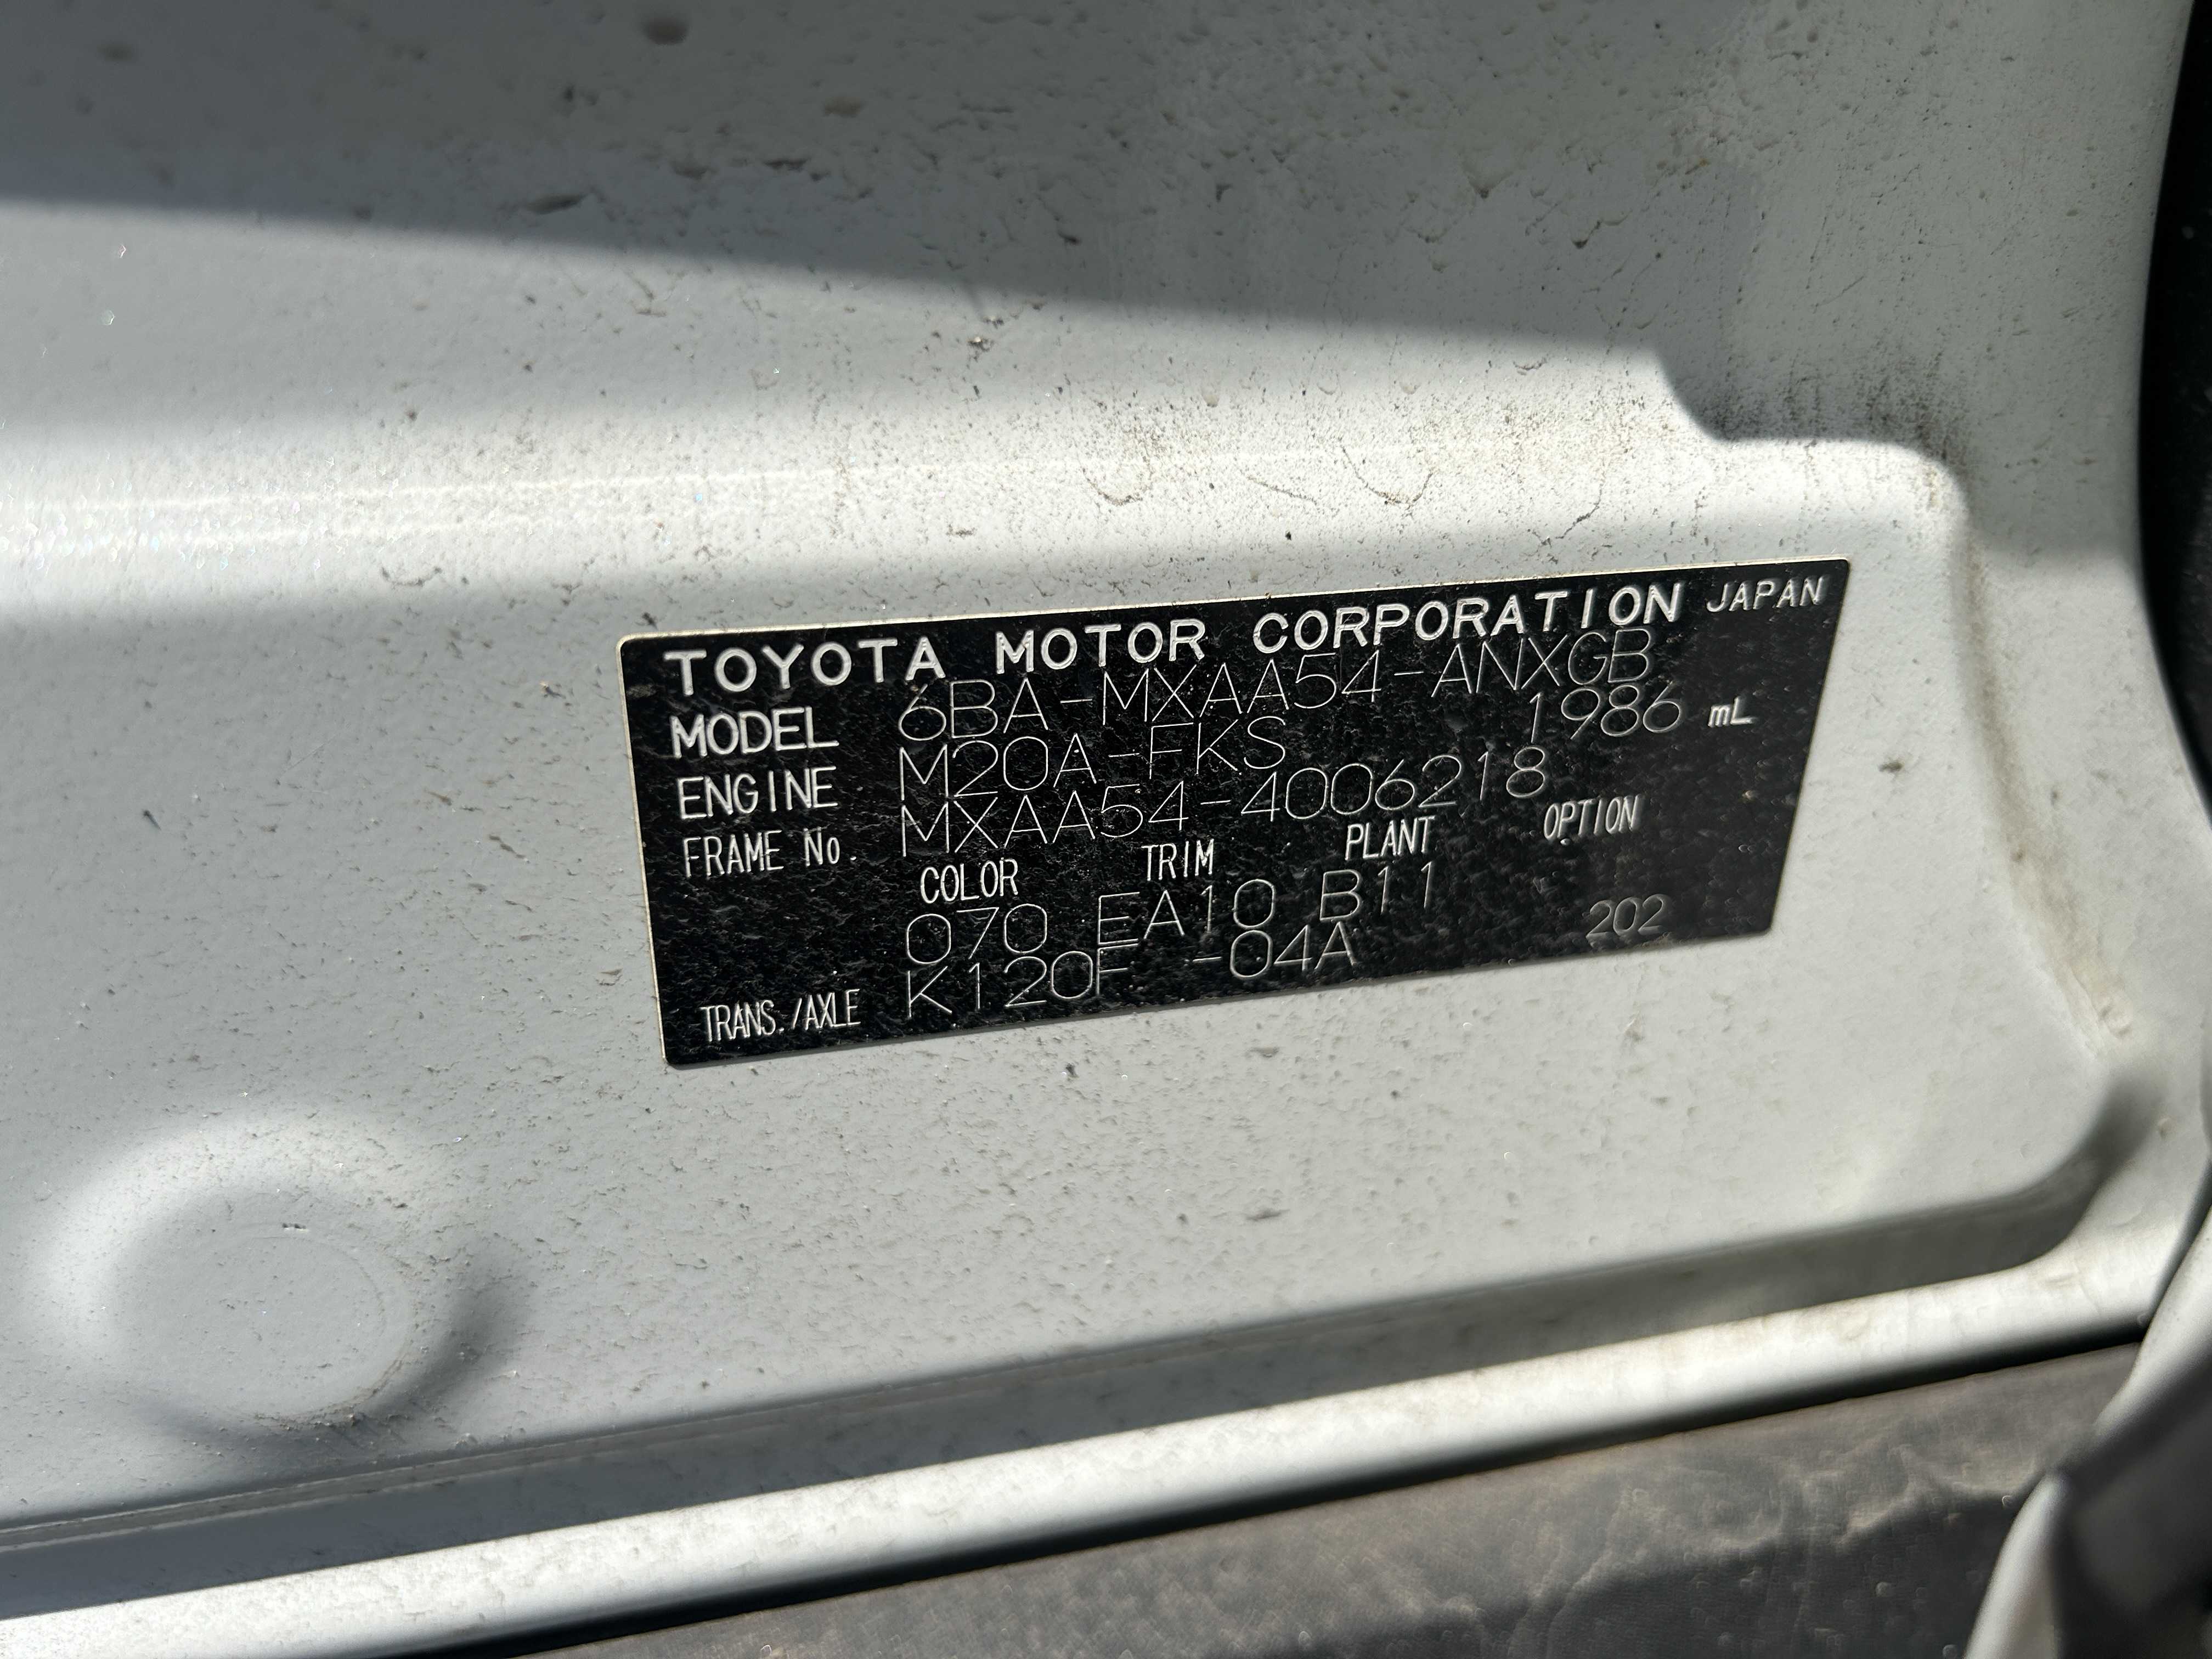 TOYOTA MOTOR CORPORATION JAPAN
MODEL 6BA-MXAA54-ANXGB
ENGINE M20A-FKS 1986 mL
FRAME No. MXAA54-4006218
COLOR TRIM PLANT OPTION
070 EA10 B11
TRANS./AXLE K120F -04A 202